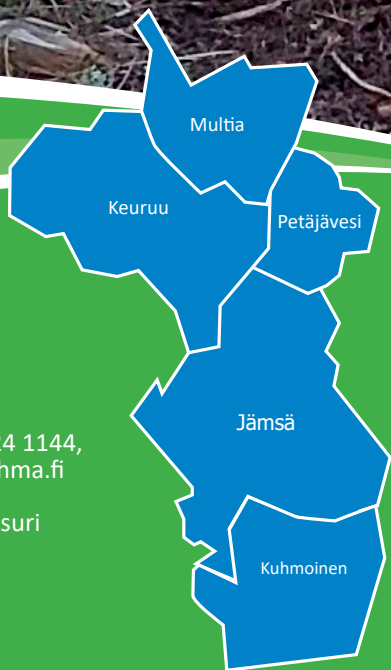 Multia
Keuruu
Petäjävesi
Jämsä
24 1144,
hma.fi
suri
Kuhmoinen